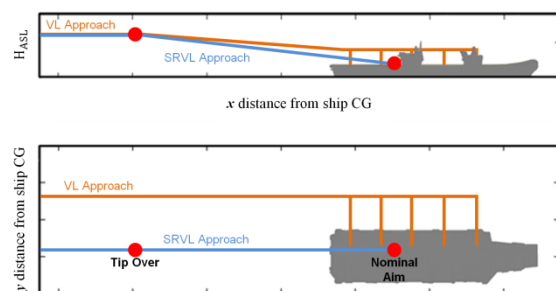 VL Approach
H_ASL
SRVL Approach
x distance from ship CG
y distance from ship CG
VL Approach
SRVL Approach
Tip Over
Nominal
Aim